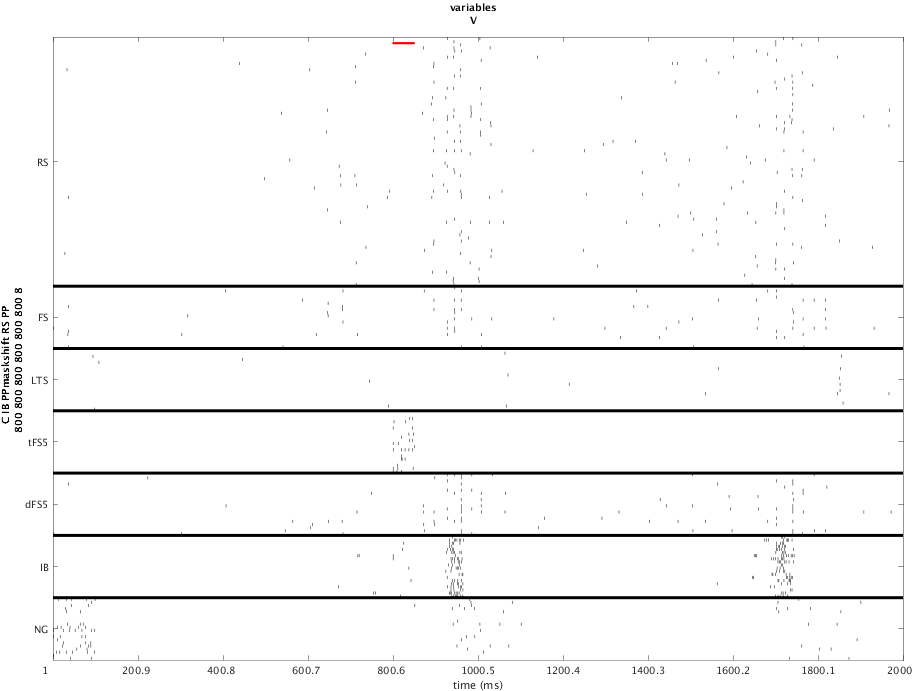 variables
V
C IB PPmaskshift RS PP
800 800 800 800 800 800 8
RS
FS
LTS
tFS5
dFS5
IB
NG
1 200.9 400.8 600.7 800.6 1000.5 1200.4 1400.3 1600.2 1800.1 2000
time (ms)